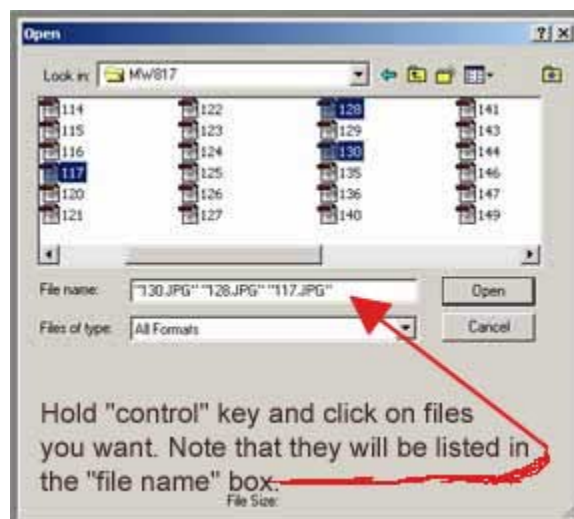 Open
Look in: MW817
114 122 128 141
115 123 129 143
116 124 130 144
117 125 135 146
120 126 136 147
121 127 140 149
File name: "130.JPG" "128.JPG" "117.JPG" Open
Files of type: All Formats Cancel
Hold "control" key and click on files
you want. Note that they will be listed in
the "file name" box.
File Size: